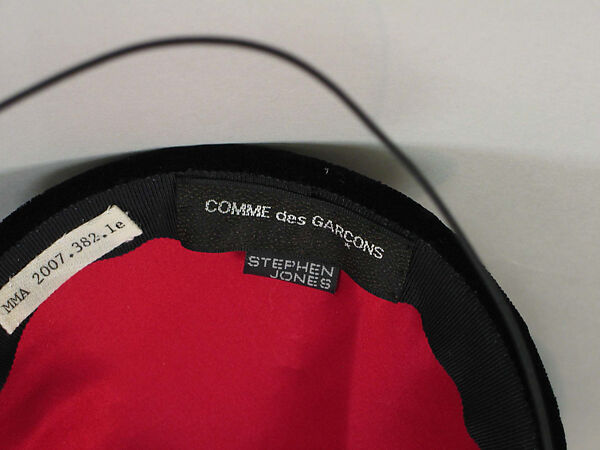 COMME des GARÇONS
STEPHEN
JONES
MMA 2007.382.1e